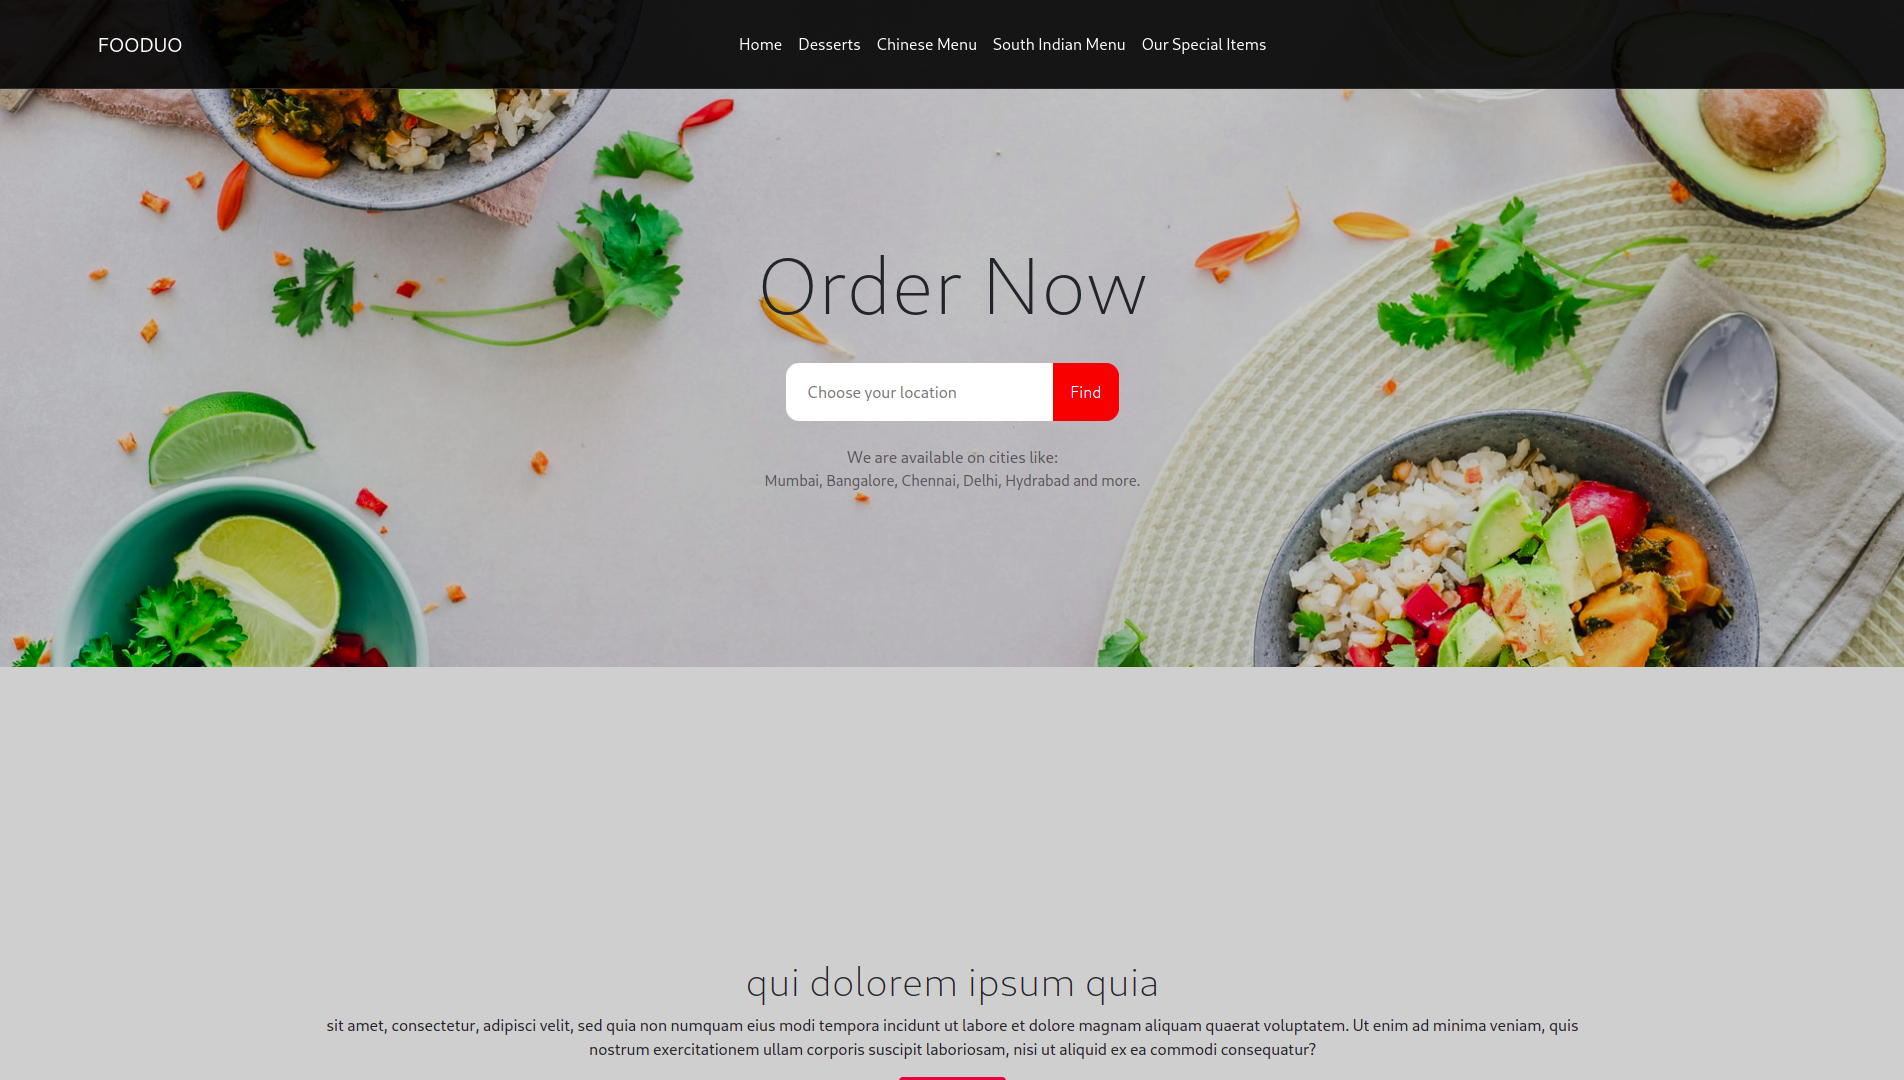 FOODUO
Home Desserts Chinese Menu South Indian Menu Our Special Items
Order Now
Choose your location Find
We are available on cities like:
Mumbai, Bangalore, Chennai, Delhi, Hydrabad and more.
qui dolorem ipsum quia
sit amet, consectetur, adipisci velit, sed quia non numquam eius modi tempora incidunt ut labore et dolore magnam aliquam quaerat voluptatem. Ut enim ad minima veniam, quis
nostrum exercitationem ullam corporis suscipit laboriosam, nisi ut aliquid ex ea commodi consequatur?